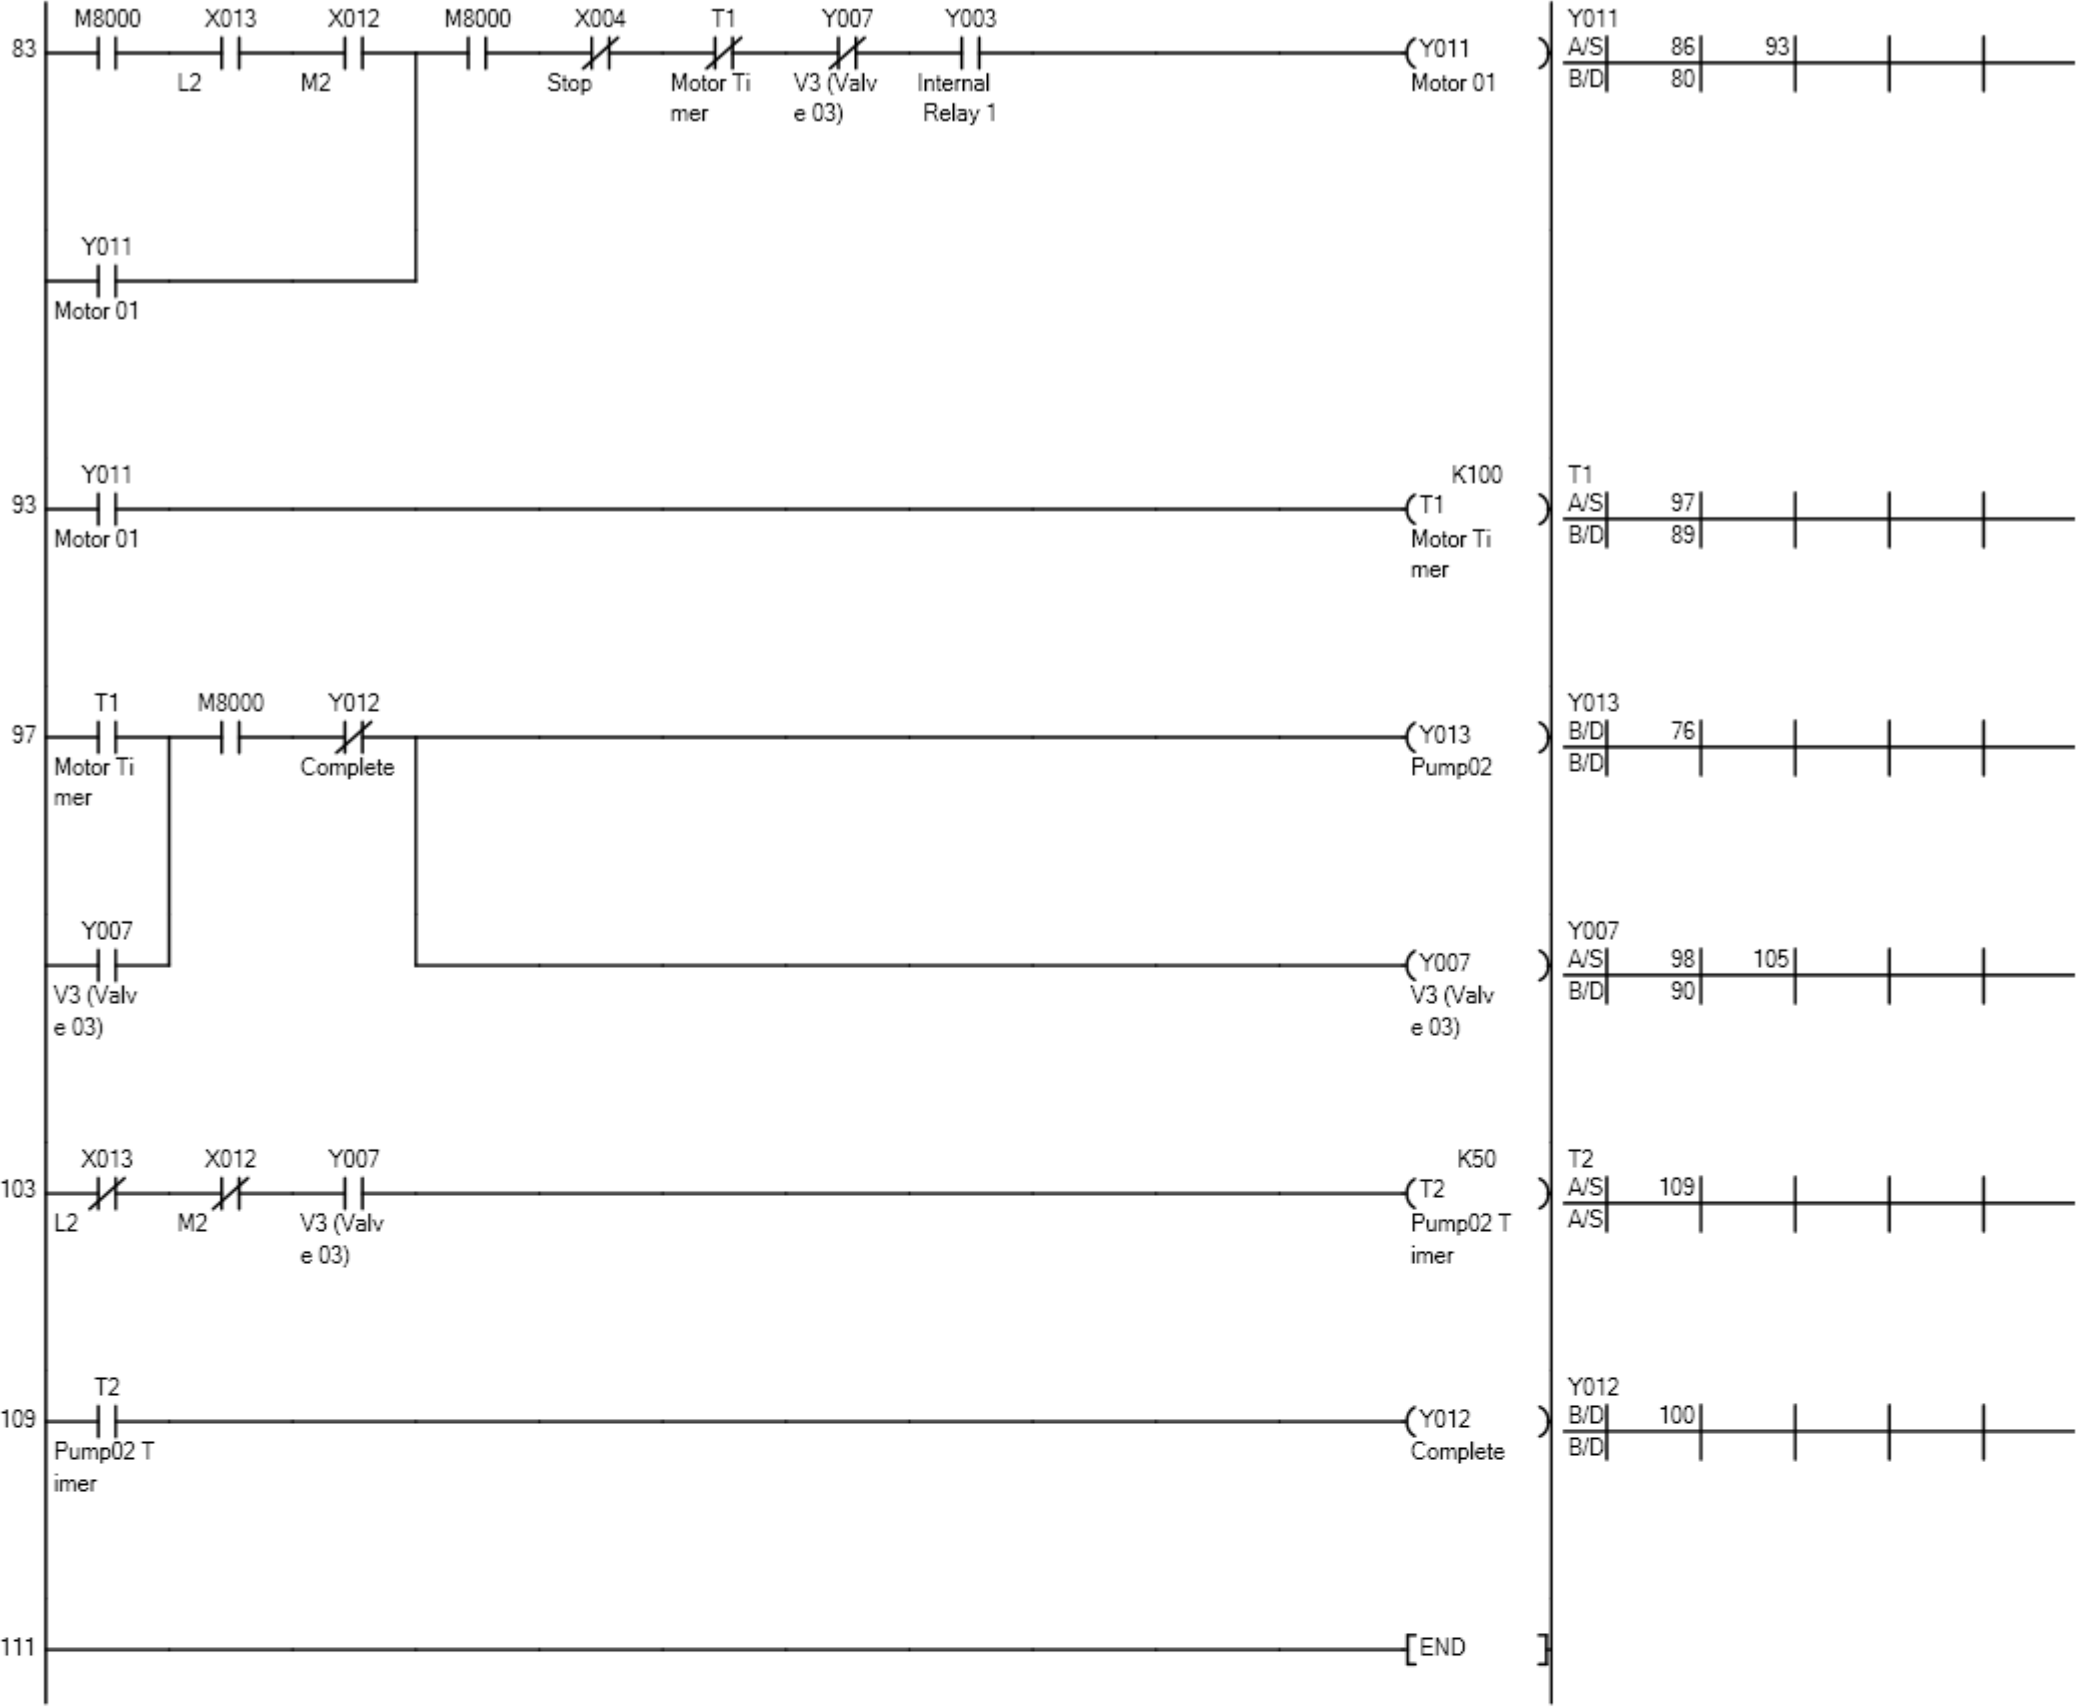 M8000 X013 X012 M8000 X004 T1 Y007 Y003 Y011
83 (Y011 ) A/S 86 93
L2 M2 Stop Motor Ti V3 (Valv Internal Motor 01 B/D 80
mer e 03) Relay 1
Y011
Motor 01
Y011 K100 T1
93 (T1 ) A/S 97
Motor 01 Motor Ti B/D 89
mer
T1 M8000 Y012 Y013
97 (Y013 ) B/D 76
Motor Ti Complete Pump02 B/D
mer
Y007 Y007
(Y007 ) A/S 98 105
V3 (Valv V3 (Valv B/D 90
e 03) e 03)
X013 X012 Y007 K50 T2
103 (T2 ) A/S 109
L2 M2 V3 (Valv Pump02 T A/S
e 03) imer
T2 Y012
109 (Y012 ) B/D 100
Pump02 T Complete B/D
imer
111 [END ]